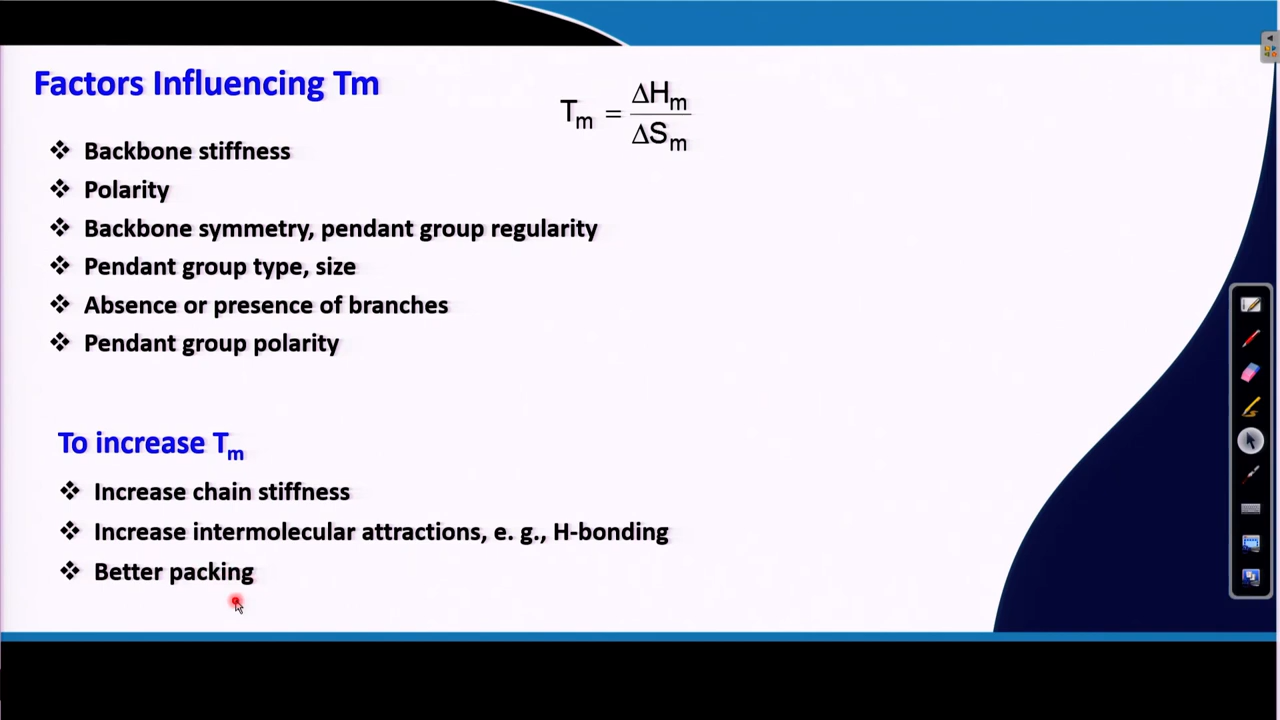 Factors Influencing Tm
Tm = ΔHm / ΔSm
❖ Backbone stiffness
❖ Polarity
❖ Backbone symmetry, pendant group regularity
❖ Pendant group type, size
❖ Absence or presence of branches
❖ Pendant group polarity
To increase Tm
❖ Increase chain stiffness
❖ Increase intermolecular attractions, e. g., H-bonding
❖ Better packing